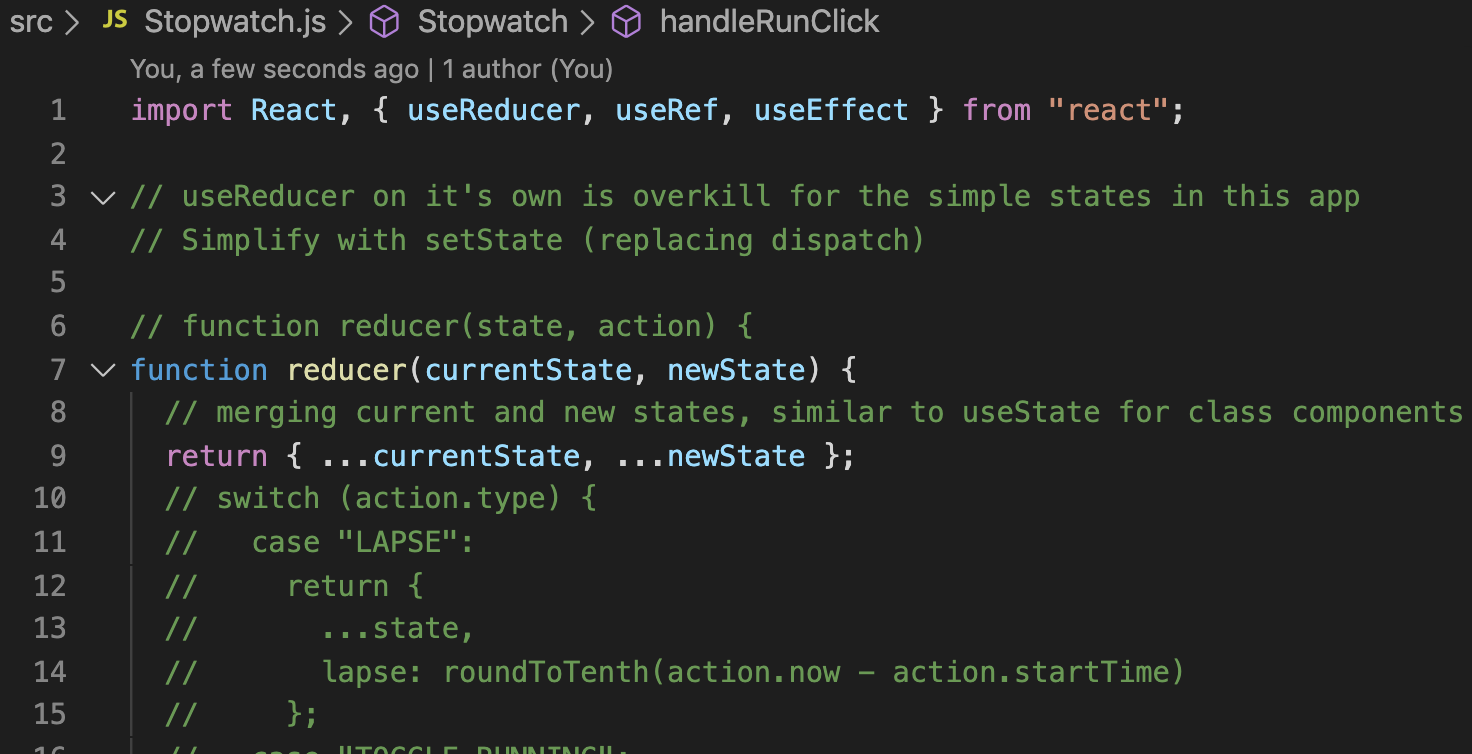 src > JS Stopwatch.js > Stopwatch > handleRunClick
You, a few seconds ago | 1 author (You)
1 import React, { useReducer, useRef, useEffect } from "react";
2
3 // useReducer on it's own is overkill for the simple states in this app
4 // Simplify with setState (replacing dispatch)
5
6 // function reducer(state, action) {
7 function reducer(currentState, newState) {
8 // merging current and new states, similar to useState for class components
9 return { ...currentState, ...newState };
10 // switch (action.type) {
11 // case "LAPSE":
12 // return {
13 // ...state,
14 // lapse: roundToTenth(action.now - action.startTime)
15 // };
16 // case "TOGGLE_RUNNING":